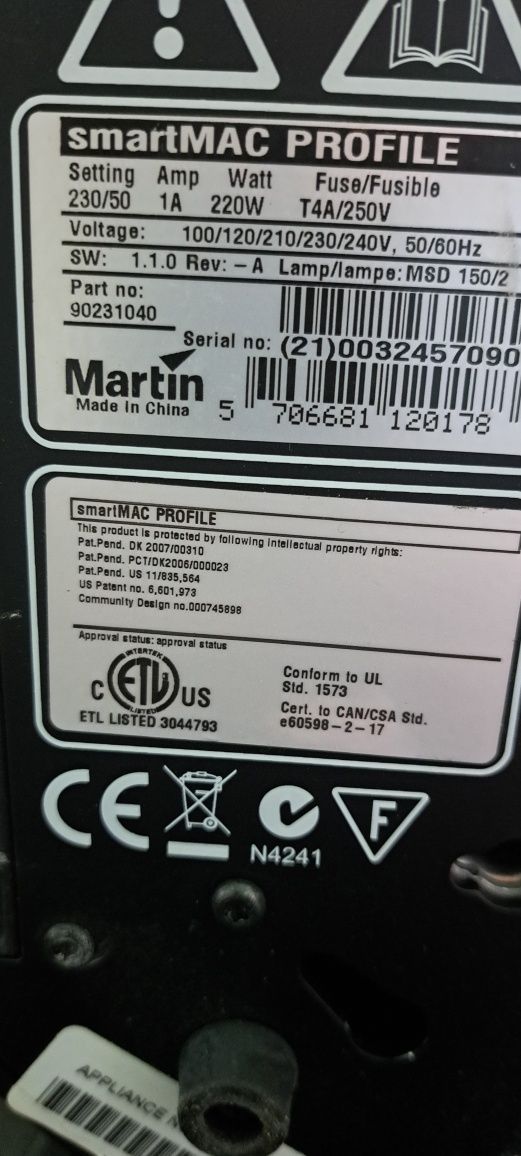 smartMAC PROFILE
Setting Amp Watt Fuse/Fusible
230/50 1A 220W T4A/250V
Voltage: 100/120/210/230/240V, 50/60Hz
SW: 1.1.0 Rev: – A Lamp/lampe: MSD 150/2
Part no:
90231040
Serial no: (21)0032457090
Martin
Made in China
5 706681 120178
smartMAC PROFILE
This product is protected by following intellectual property rights:
Pat.Pend. DK 2007/00310
Pat.Pend. PCT/DK2006/000023
Pat.Pend. US 11/835,564
US Patent no. 6,601,973
Community Design no.000745898
Approval status: approval status
INTERTEK
C ETL US
LISTED
ETL LISTED 3044793
Conform to UL
Std. 1573
Cert. to CAN/CSA Std.
e60598-2-17
CE
N4241
F
APPLIANCE